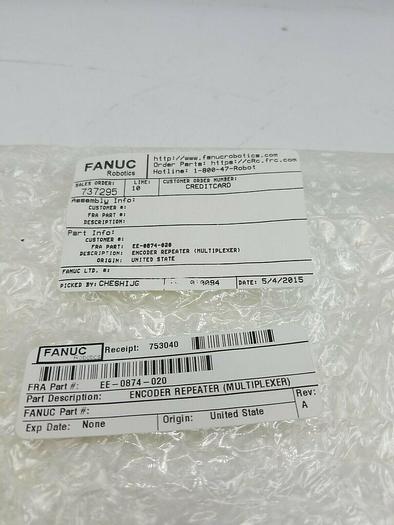 FANUC
Robotics
http://www.fanucrobotics.com
Order Parts: https://cRc.frc.com
Hotline: 1-800-47-Robot
SALES ORDER:
737295
LINE:
10
CUSTOMER ORDER NUMBER:
CREDITCARD
Assembly Info:
CUSTOMER #:
FRA PART #:
DESCRIPTION:
Part Info:
CUSTOMER #:
FRA PART: EE-0874-020
DESCRIPTION: ENCODER REPEATER (MULTIPLEXER)
ORIGIN: UNITED STATE
FANUC LTD. #:
PICKED BY: CHESHIJG
DATE: 5/4/2015
FANUC
Robotics
Receipt: 753040
FRA Part #: EE-0874-020
Part Description: ENCODER REPEATER (MULTIPLEXER)
FANUC Part #:
Rev:
A
Exp Date: None
Origin: United State